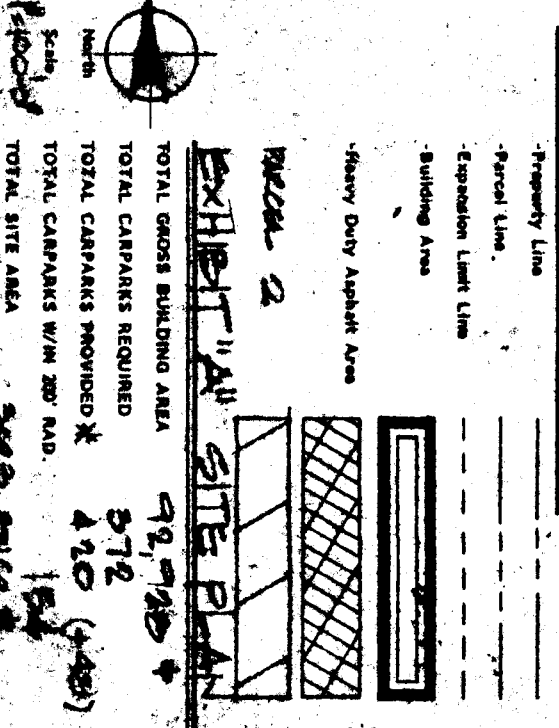 -Property Line
-Parcel Line
-Expansion Limit Line
-Building Area
-Heavy Duty Asphalt Area
PARCEL 2
EXHIBIT "A" SITE PLAN
TOTAL GROSS BUILDING AREA
TOTAL CARPARKS REQUIRED 372
TOTAL CARPARKS PROVIDED * 420
TOTAL CARPARKS W/IN 200' RAD. 154
TOTAL SITE AREA
North
Scale